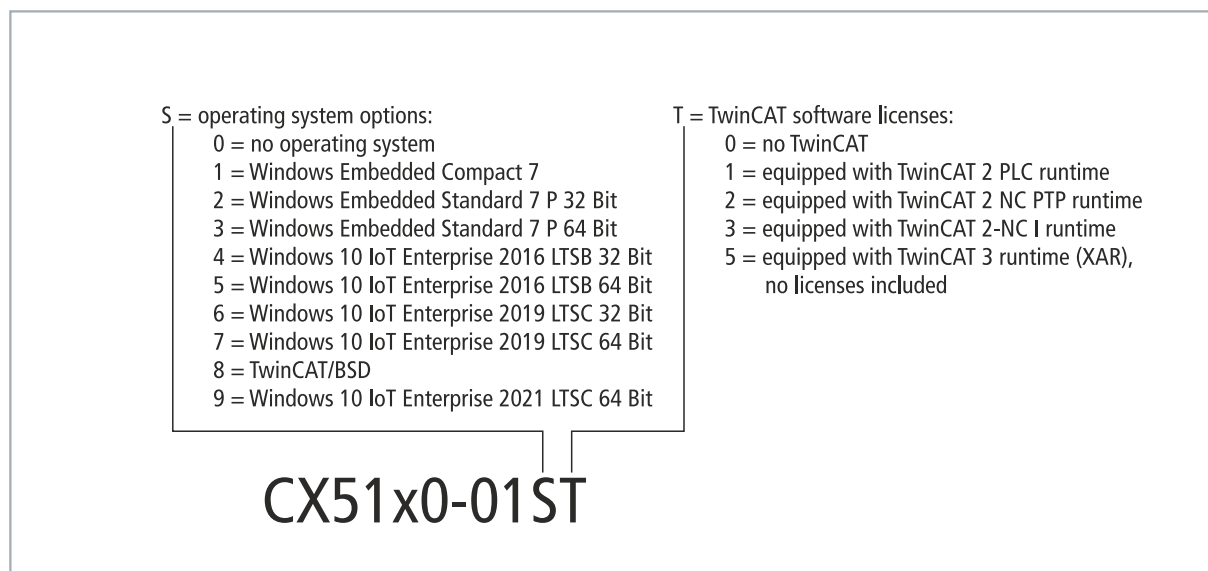 S = operating system options:
0 = no operating system
1 = Windows Embedded Compact 7
2 = Windows Embedded Standard 7 P 32 Bit
3 = Windows Embedded Standard 7 P 64 Bit
4 = Windows 10 IoT Enterprise 2016 LTSB 32 Bit
5 = Windows 10 IoT Enterprise 2016 LTSB 64 Bit
6 = Windows 10 IoT Enterprise 2019 LTSC 32 Bit
7 = Windows 10 IoT Enterprise 2019 LTSC 64 Bit
8 = TwinCAT/BSD
9 = Windows 10 IoT Enterprise 2021 LTSC 64 Bit
T = TwinCAT software licenses:
0 = no TwinCAT
1 = equipped with TwinCAT 2 PLC runtime
2 = equipped with TwinCAT 2 NC PTP runtime
3 = equipped with TwinCAT 2-NC I runtime
5 = equipped with TwinCAT 3 runtime (XAR),
no licenses included
CX51x0-01ST